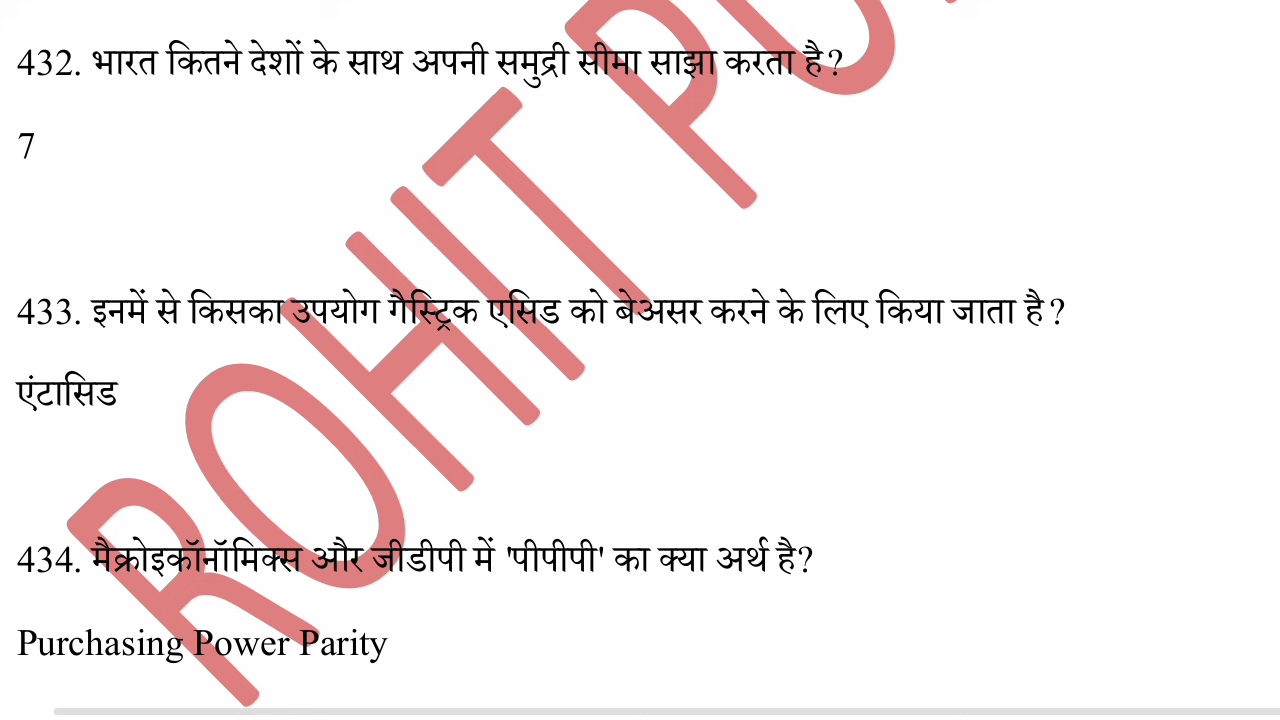 432. भारत कितने देशों के साथ अपनी समुद्री सीमा साझा करता है?
7
433. इनमें से किसका उपयोग गैस्ट्रिक एसिड को बेअसर करने के लिए किया जाता है?
एंटासिड
434. मैक्रोइकॉनॉमिक्स और जीडीपी में 'पीपीपी' का क्या अर्थ है?
Purchasing Power Parity
ROHIT